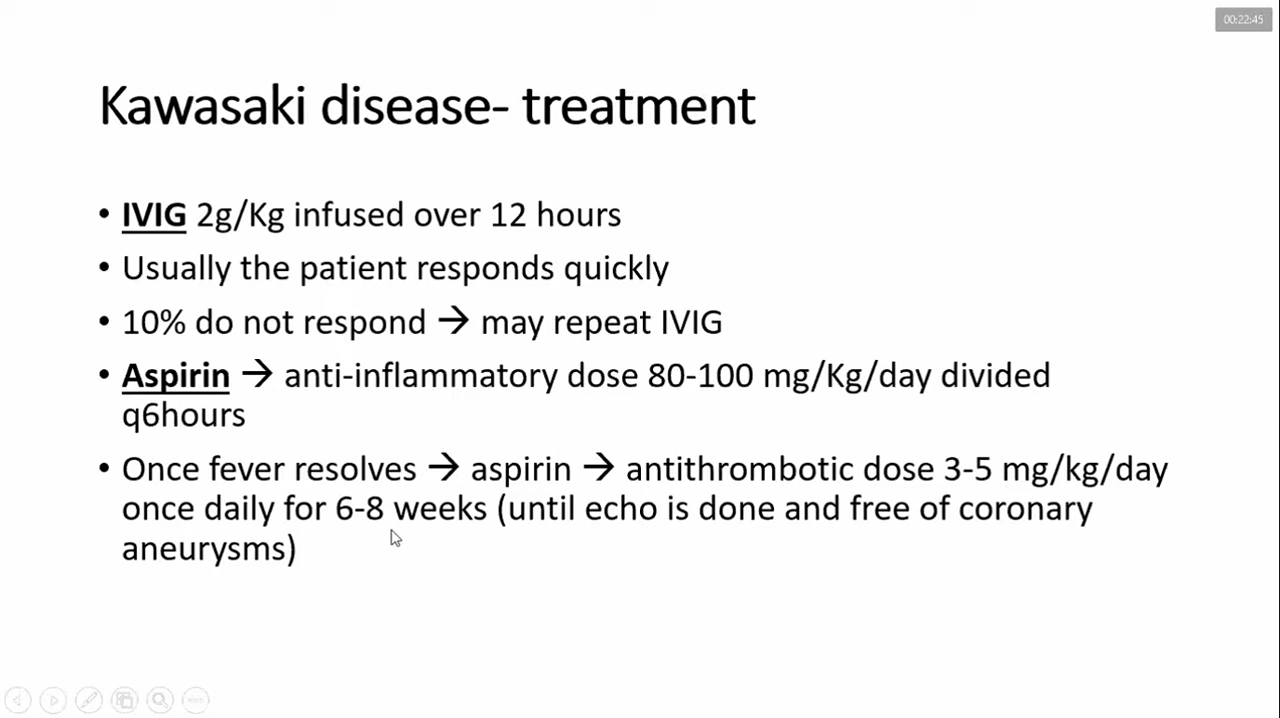 00:22:45
Kawasaki disease- treatment
• IVIG 2g/Kg infused over 12 hours
• Usually the patient responds quickly
• 10% do not respond → may repeat IVIG
• Aspirin → anti-inflammatory dose 80-100 mg/Kg/day divided
q6hours
• Once fever resolves → aspirin → antithrombotic dose 3-5 mg/kg/day
once daily for 6-8 weeks (until echo is done and free of coronary
aneurysms)